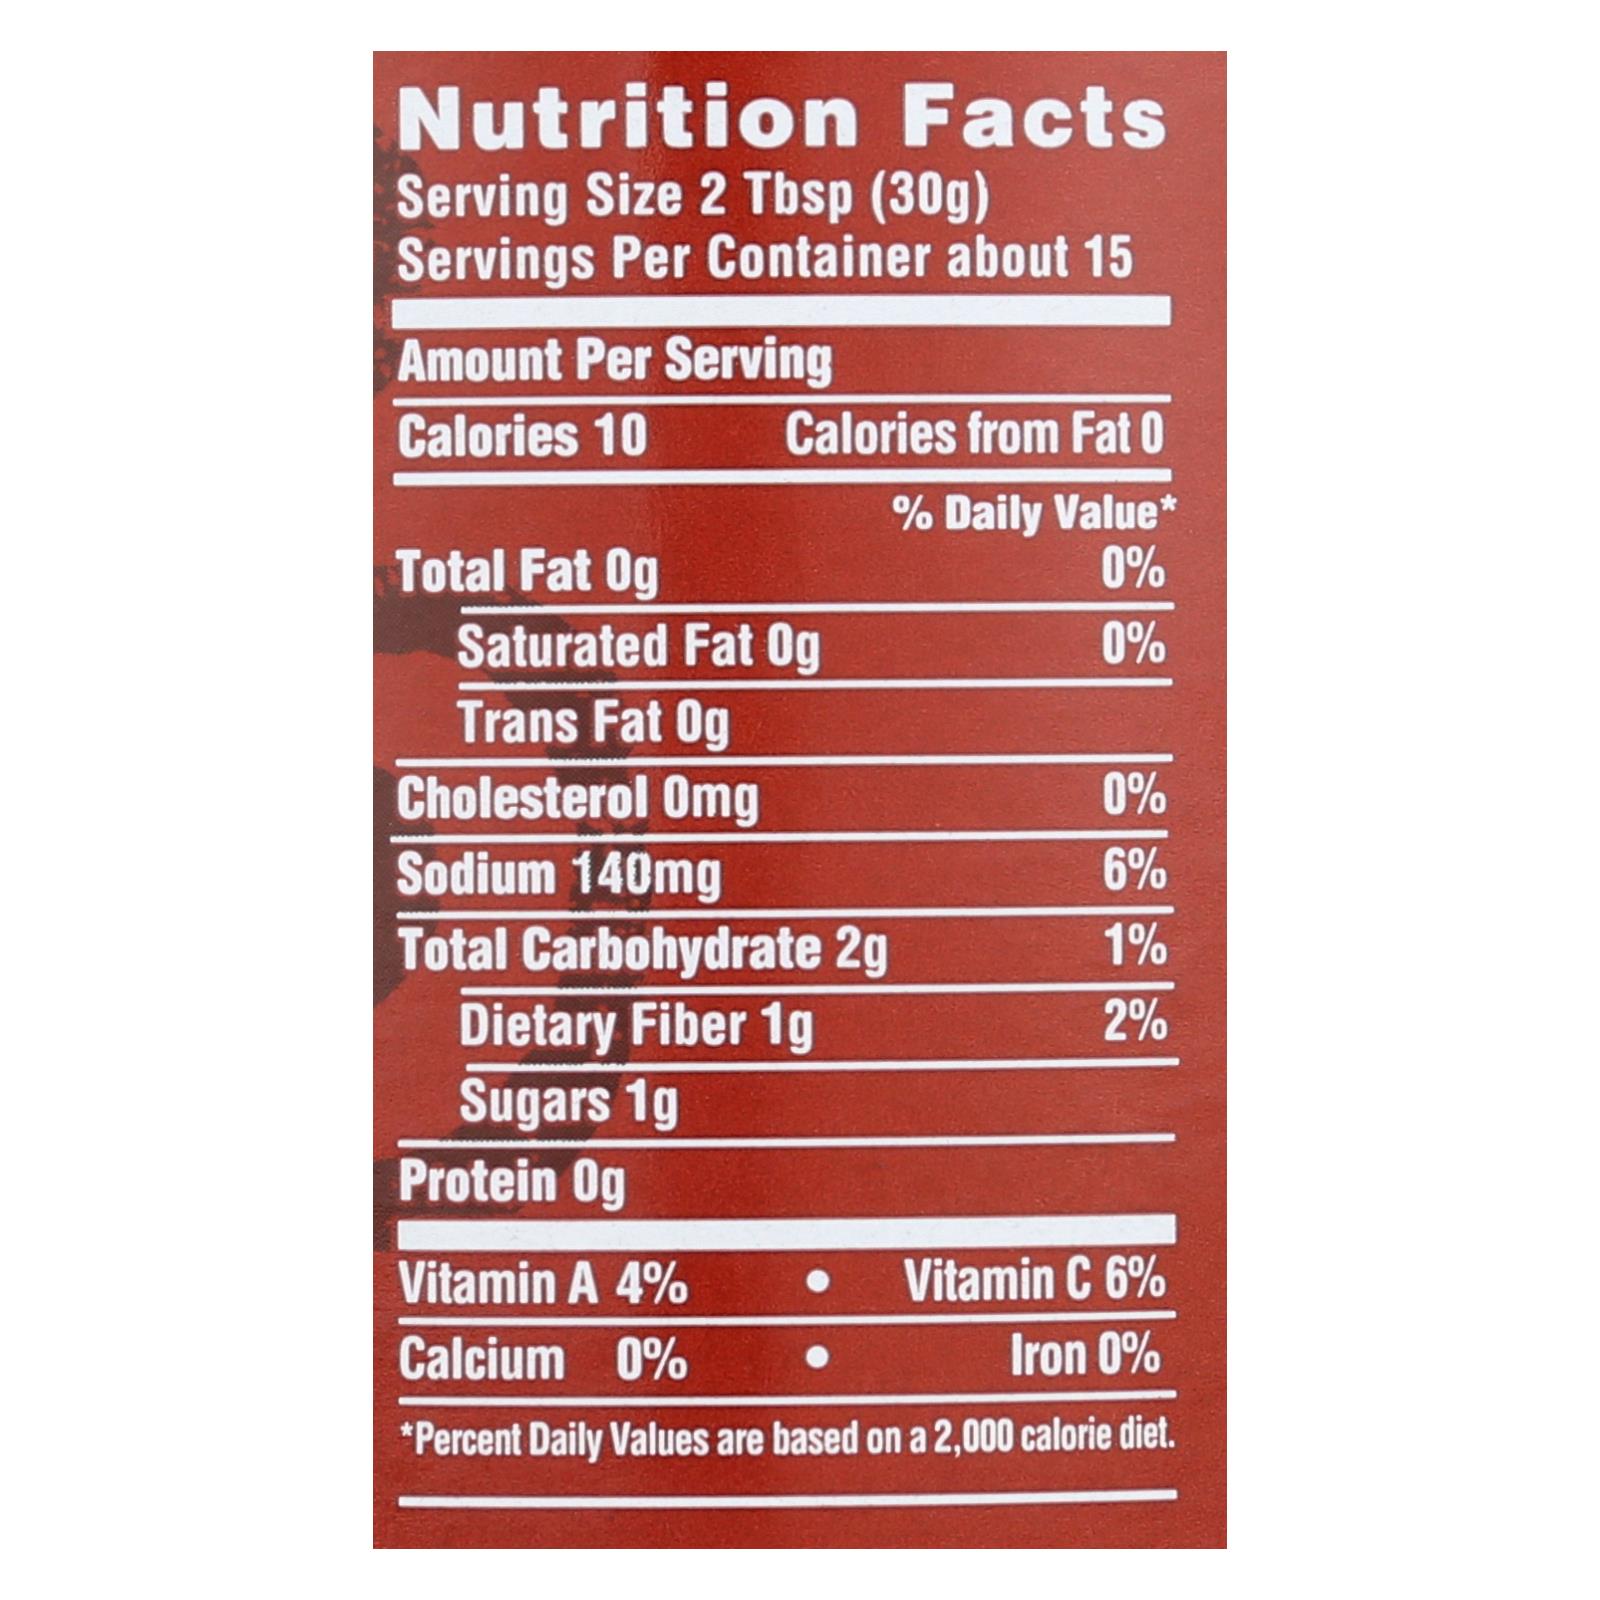 Nutrition Facts
Serving Size 2 Tbsp (30g)
Servings Per Container about 15
Amount Per Serving
Calories 10 Calories from Fat 0
% Daily Value*
Total Fat 0g 0%
Saturated Fat 0g 0%
Trans Fat 0g
Cholesterol 0mg 0%
Sodium 140mg 6%
Total Carbohydrate 2g 1%
Dietary Fiber 1g 2%
Sugars 1g
Protein 0g
Vitamin A 4% • Vitamin C 6%
Calcium 0% • Iron 0%
*Percent Daily Values are based on a 2,000 calorie diet.